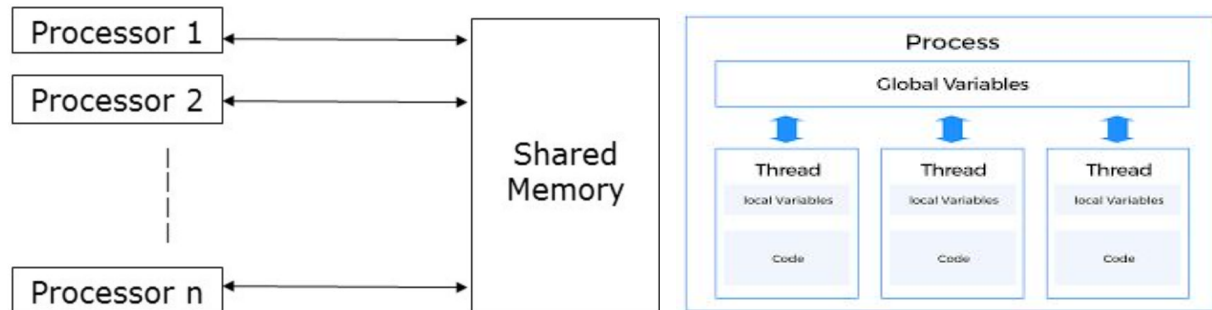 Processor 1
Processor 2
Processor n
Shared
Memory
Process
Global Variables
Thread
local Variables
Code
Thread
local Variables
Code
Thread
local Variables
Code